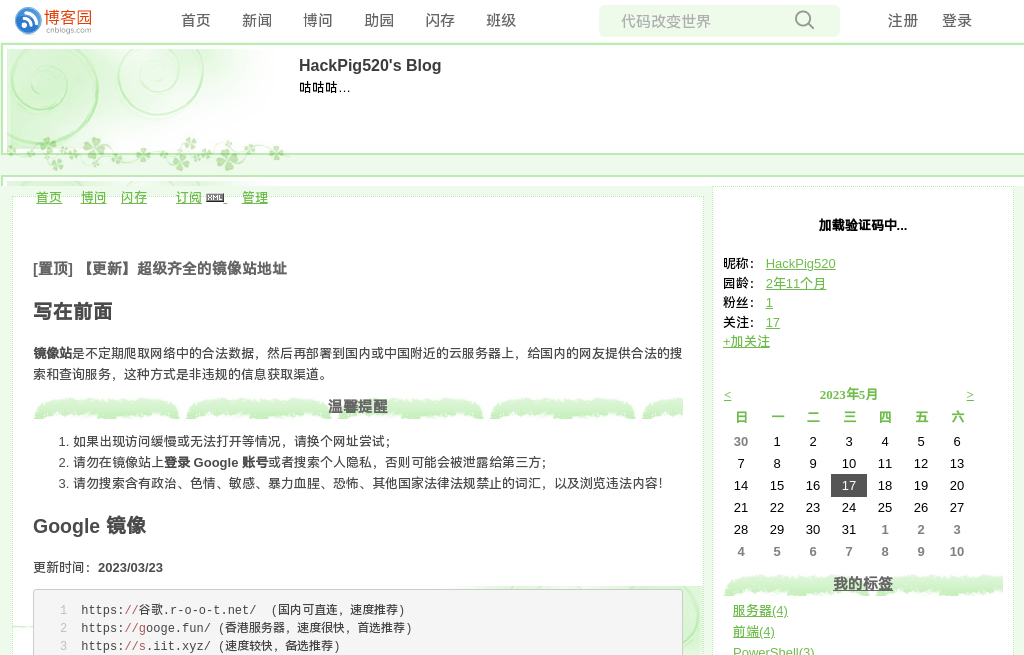 博客园
cnblogs.com
首页 新闻 博问 助园 闪存 班级
代码改变世界
注册 登录
HackPig520's Blog
咕咕咕…
首页 博问 闪存 订阅 XML 管理
[置顶] 【更新】超级齐全的镜像站地址
写在前面
镜像站是不定期爬取网络中的合法数据，然后再部署到国内或中国附近的云服务器上，给国内的网友提供合法的搜
索和查询服务，这种方式是非违规的信息获取渠道。
温馨提醒
1. 如果出现访问缓慢或无法打开等情况，请换个网址尝试；
2. 请勿在镜像站上登录 Google 账号或者搜索个人隐私，否则可能会被泄露给第三方；
3. 请勿搜索含有政治、色情、敏感、暴力血腥、恐怖、其他国家法律法规禁止的词汇，以及浏览违法内容！
Google 镜像
更新时间：2023/03/23
1 https://谷歌.r-o-o-t.net/ （国内可直连，速度推荐）
2 https://googe.fun/ (香港服务器，速度很快，首选推荐)
3 https://s.iit.xyz/ (速度较快，备选推荐)
加载验证码中...
昵称： HackPig520
园龄： 2年11个月
粉丝： 1
关注： 17
+加关注
< 2023年5月 >
日 一 二 三 四 五 六
30 1 2 3 4 5 6
7 8 9 10 11 12 13
14 15 16 17 18 19 20
21 22 23 24 25 26 27
28 29 30 31 1 2 3
4 5 6 7 8 9 10
我的标签
服务器(4)
前端(4)
PowerShell(3)